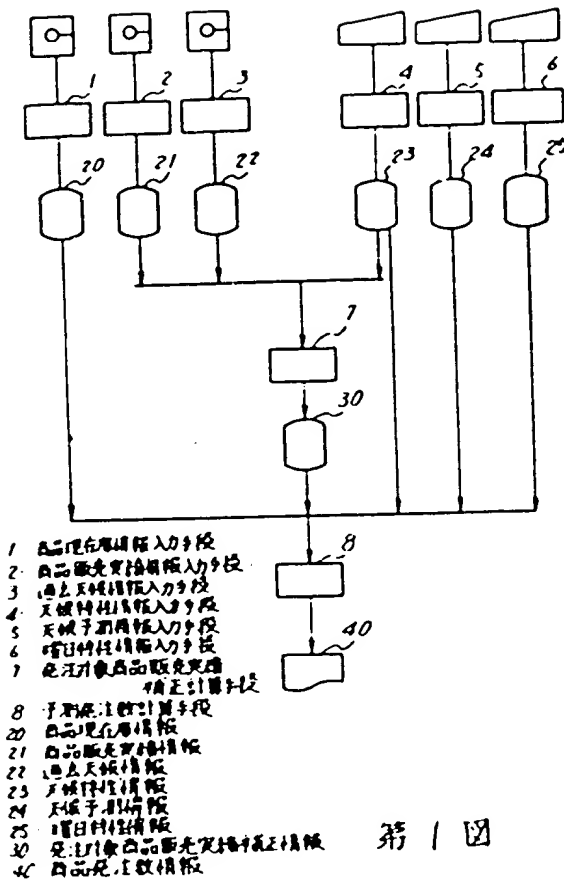 1 2 3 4 5 6
20 21 22 23 24 25
7
30
8
40
1 商品現在庫情報入力手段
2 商品販売実績情報入力手段
3 過去天候情報入力手段
4 天候特性情報入力手段
5 天候予測情報入力手段
6 曜日特性情報入力手段
7 発注対象商品販売実績
補正計算手段
8 予測発注数計算手段
20 商品現在庫情報
21 商品販売実績情報
22 過去天候情報
23 天候特性情報
24 天候予測情報
25 曜日特性情報
30 発注対象商品販売実績補正情報
40 商品発注数情報
第1図